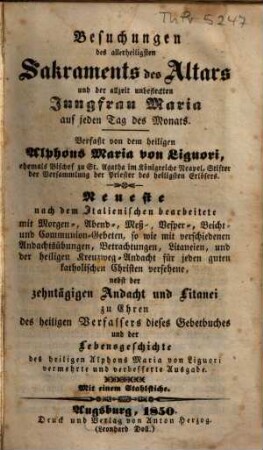 Thpr 5247
Besuchungen
des allerheiligsten
Sakraments des Altars
und der allzeit unbefleckten
Jungfrau Maria
auf jeden Tag des Monats.
Verfaßt von dem heiligen
Alphons Maria von Liguori,
ehemals Bischof zu St. Agatha im Königreiche Neapel, Stifter
der Versammlung der Priester des heiligsten Erlösers.
Neueste
nach dem Italienischen bearbeitete
mit Morgen-, Abend-, Meß-, Vesper-, Beicht-
und Communion-Gebeten, so wie mit verschiedenen
Andachtsübungen, Betrachtungen, Litaneien, und
der heiligen Kreuzweg-Andacht für jeden guten
katholischen Christen versehene,
nebst der
zehntägigen Andacht und Litanei
zu Ehren
des heiligen Verfassers dieses Gebetbuches
und der
Lebensgeschichte
des heiligen Alphons Maria von Liguori
vermehrte und verbesserte Ausgabe.
Mit einem Stahlstiche.
Augsburg, 1850
Druck und Verlag von Anton Herzog.
(Leonhard Doll.)